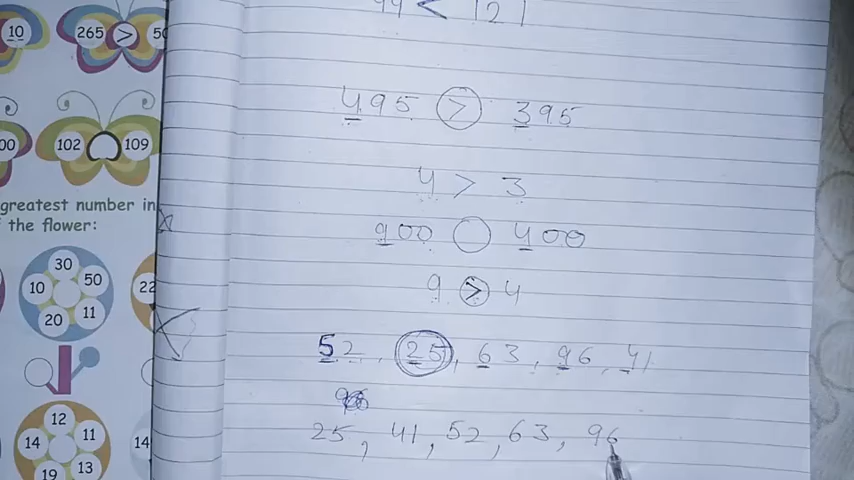 10
265 > 50
102 109
greatest number in
the flower:
30
10 50
20 11
22
12
14 11
19 13
14
99 < 121
495 > 395
4 > 3
900 400
9 > 4
52, 25, 63, 96, 41
25, 41, 52, 63, 96